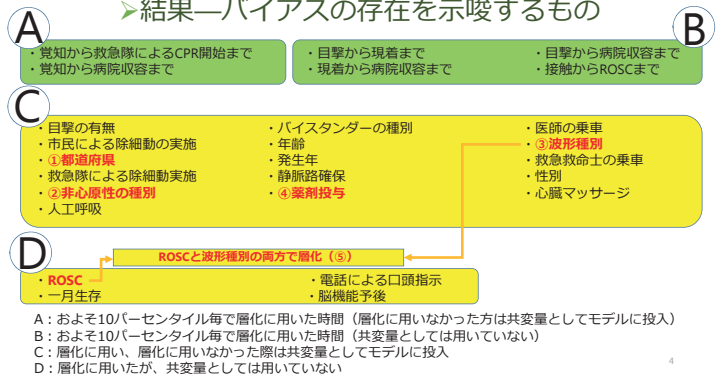 ➢結果―バイアスの存在を示唆するもの
A
B
・覚知から救急隊によるCPR開始まで
・覚知から病院収容まで
・目撃から現着まで
・現着から病院収容まで
・目撃から病院収容まで
・接触からROSCまで
C
・目撃の有無
・市民による除細動の実施
・①都道府県
・救急隊による除細動実施
・②非心原性の種別
・人工呼吸
・バイスタンダーの種別
・年齢
・発生年
・静脈路確保
・④薬剤投与
・医師の乗車
・③波形種別
・救急救命士の乗車
・性別
・心臓マッサージ
D
ROSCと波形種別の両方で層化（⑤）
・ROSC
・一月生存
・電話による口頭指示
・脳機能予後
A：およそ10パーセンタイル毎で層化に用いた時間（層化に用いなかった方は共変量としてモデルに投入）
B：およそ10パーセンタイル毎で層化に用いた時間（共変量としては用いていない）
C：層化に用い、層化に用いなかった際は共変量としてモデルに投入
D：層化に用いたが、共変量としては用いていない
4